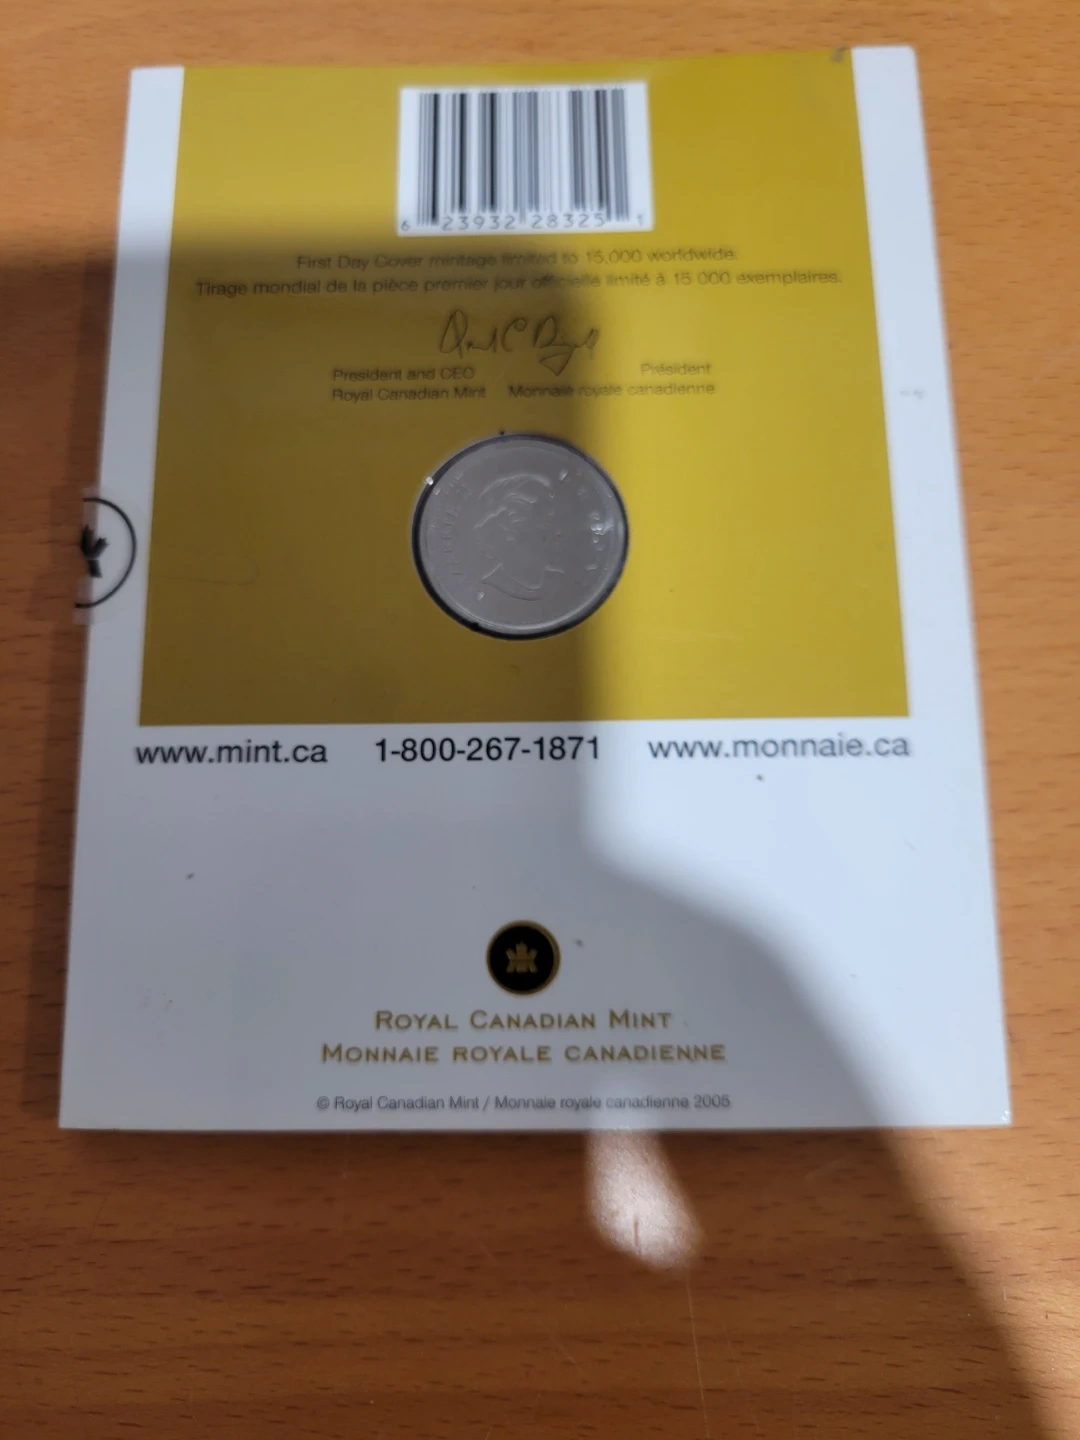 6 23932 28325 1
First Day Cover mintage limited to 15,000 worldwide.
Tirage mondial de la pièce premier jour officielle limité à 15 000 exemplaires.
President and CEO Président
Royal Canadian Mint Monnaie royale canadienne
www.mint.ca 1-800-267-1871 www.monnaie.ca
ROYAL CANADIAN MINT
MONNAIE ROYALE CANADIENNE
© Royal Canadian Mint / Monnaie royale canadienne 2005